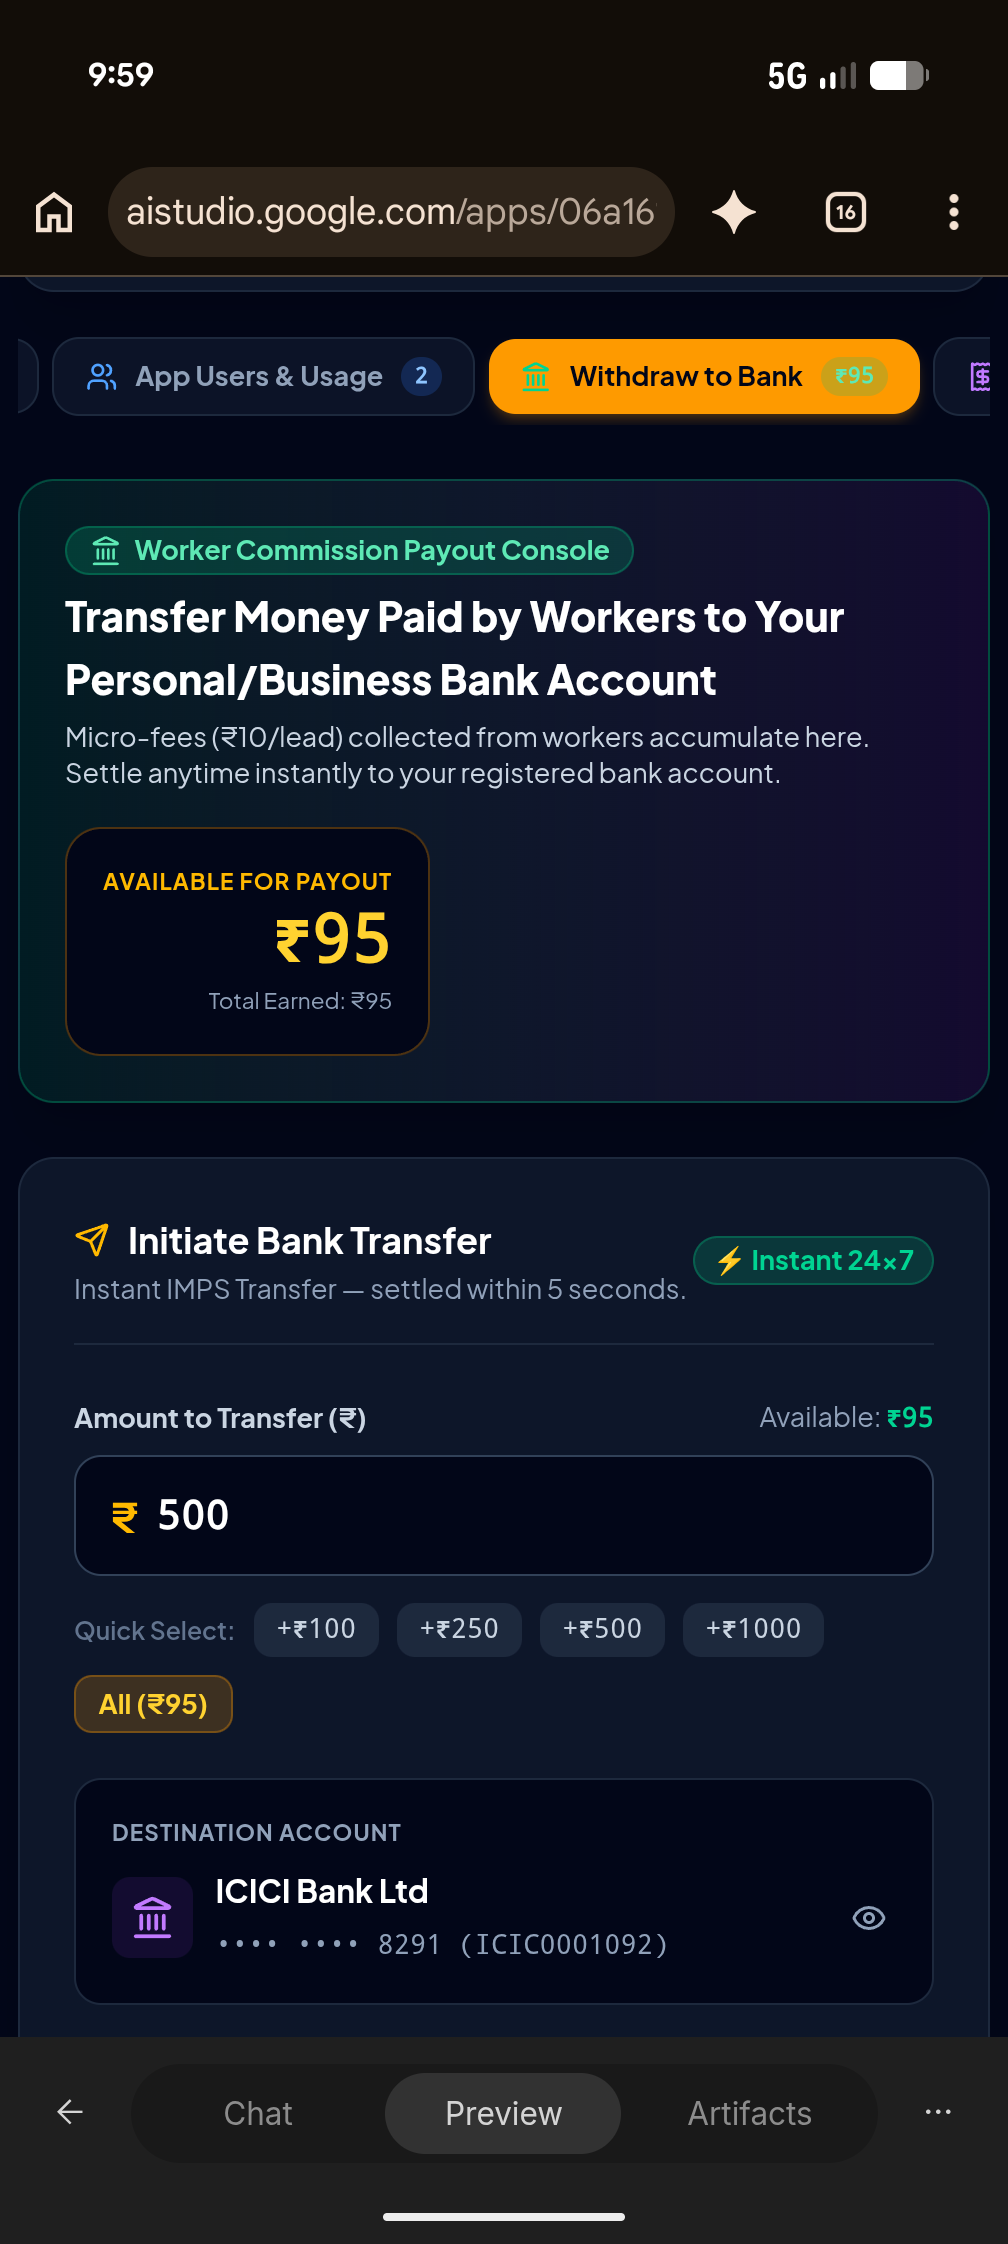 9:59
5G
aistudio.google.com/apps/06a16
16
App Users & Usage 2
Withdraw to Bank ₹95
Worker Commission Payout Console
Transfer Money Paid by Workers to Your
Personal/Business Bank Account
Micro-fees (₹10/lead) collected from workers accumulate here.
Settle anytime instantly to your registered bank account.
AVAILABLE FOR PAYOUT
₹95
Total Earned: ₹95
Initiate Bank Transfer
Instant IMPS Transfer — settled within 5 seconds.
⚡ Instant 24×7
Amount to Transfer (₹)
Available: ₹95
₹ 500
Quick Select: +₹100 +₹250 +₹500 +₹1000
All (₹95)
DESTINATION ACCOUNT
ICICI Bank Ltd
•••• •••• 8291 (ICIC0001092)
Chat
Preview
Artifacts